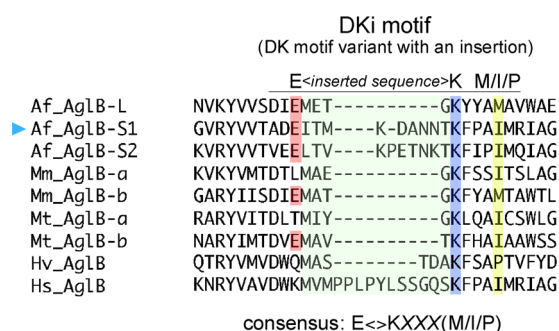 DKi motif
(DK motif variant with an insertion)
E<inserted sequence>K M/I/P
Af_AglB-L NVKYVVSDIEMET----------GKYYAMAVWAE
Af_AglB-S1 GVRYVVTADEITM----K-DANNTKFPAIMRIAG
Af_AglB-S2 KVRYVVTVEELTV----KPETNKTKFIPIMQIAG
Mm_AglB-a KVKYVMTDTLMAE----------GKFSSITSLAG
Mm_AglB-b GARYIISDIEMAT----------GKFYAMTAWTL
Mt_AglB-a RARYVITDLTMIY----------GKLQAICSWLG
Mt_AglB-b NARYIMTDVEMAV----------TKFHAIAAWSS
Hv_AglB QTRYVMVDWQMAS--------TDAKFSAPTVFYD
Hs_AglB KNRYVAVDWKMVMPPLPYLSSGQSKFPAIMRIAG
consensus: E<>KXXX(M/I/P)